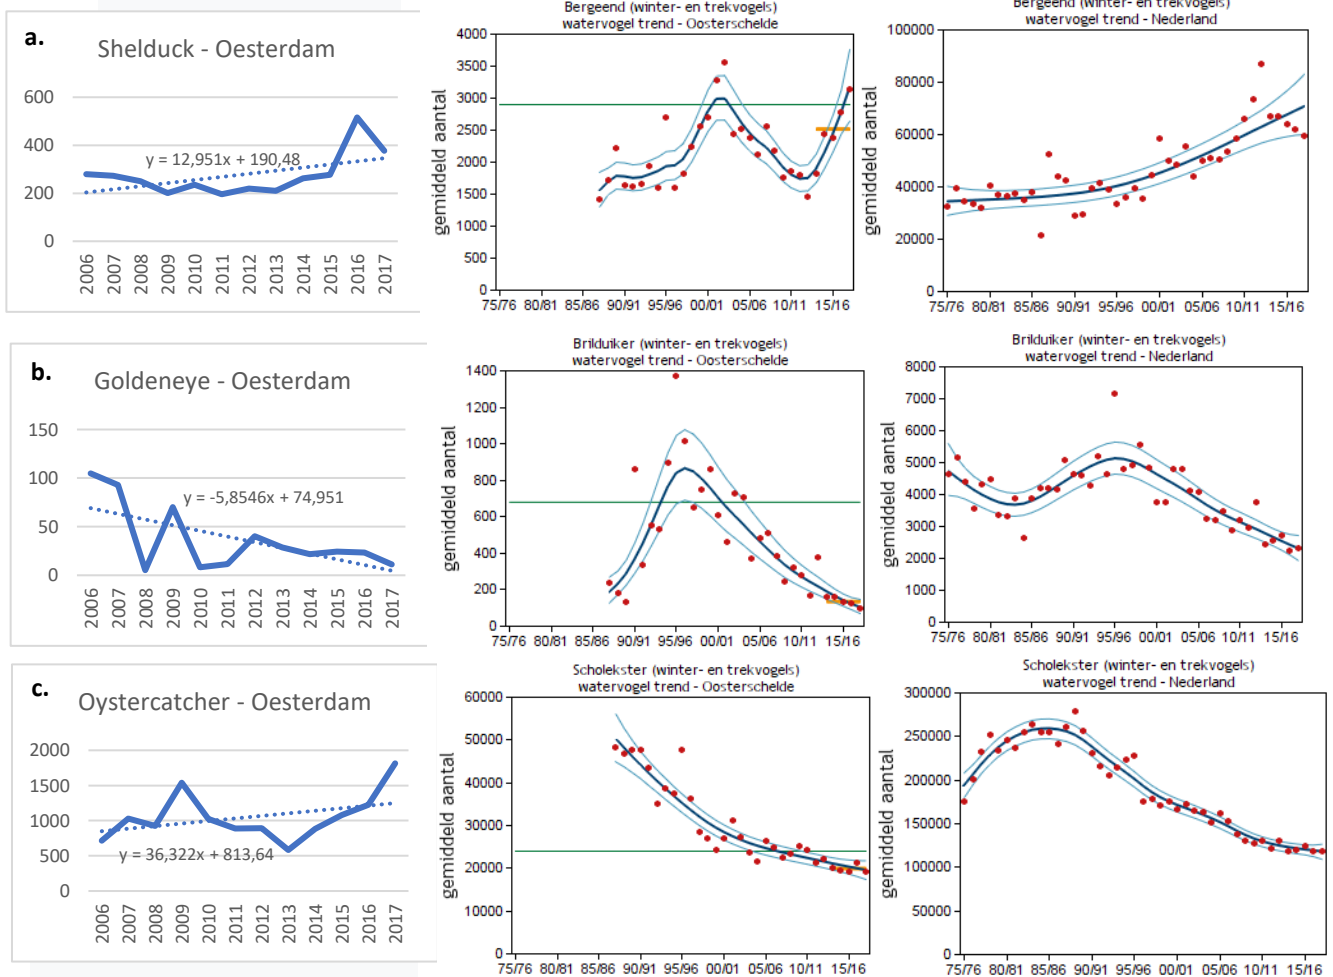 a.
Shelduck - Oesterdam
600
400
200
0
y = 12,951x + 190,48
2006
2007
2008
2009
2010
2011
2012
2013
2014
2015
2016
2017
Bergeend (winter- en trekvogels)
watervogel trend - Oosterschelde
gemiddeld aantal
4000
3500
3000
2500
2000
1500
1000
500
0
75/76 80/81 85/86 90/91 95/96 00/01 05/06 10/11 15/16
Bergeend (winter- en trekvogels)
watervogel trend - Nederland
gemiddeld aantal
100000
80000
60000
40000
20000
0
75/76 80/81 85/86 90/91 95/96 00/01 05/06 10/11 15/16
b.
Goldeneye - Oesterdam
150
100
50
0
y = -5,8546x + 74,951
2006
2007
2008
2009
2010
2011
2012
2013
2014
2015
2016
2017
Brilduiker (winter- en trekvogels)
watervogel trend - Oosterschelde
gemiddeld aantal
1400
1200
1000
800
600
400
200
0
75/76 80/81 85/86 90/91 95/96 00/01 05/06 10/11 15/16
Brilduiker (winter- en trekvogels)
watervogel trend - Nederland
gemiddeld aantal
8000
7000
6000
5000
4000
3000
2000
1000
0
75/76 80/81 85/86 90/91 95/96 00/01 05/06 10/11 15/16
c.
Oystercatcher - Oesterdam
2000
1500
1000
500
0
y = 36,322x + 813,64
2006
2007
2008
2009
2010
2011
2012
2013
2014
2015
2016
2017
Scholekster (winter- en trekvogels)
watervogel trend - Oosterschelde
gemiddeld aantal
60000
50000
40000
30000
20000
10000
0
75/76 80/81 85/86 90/91 95/96 00/01 05/06 10/11 15/16
Scholekster (winter- en trekvogels)
watervogel trend - Nederland
gemiddeld aantal
300000
250000
200000
150000
100000
50000
0
75/76 80/81 85/86 90/91 95/96 00/01 05/06 10/11 15/16